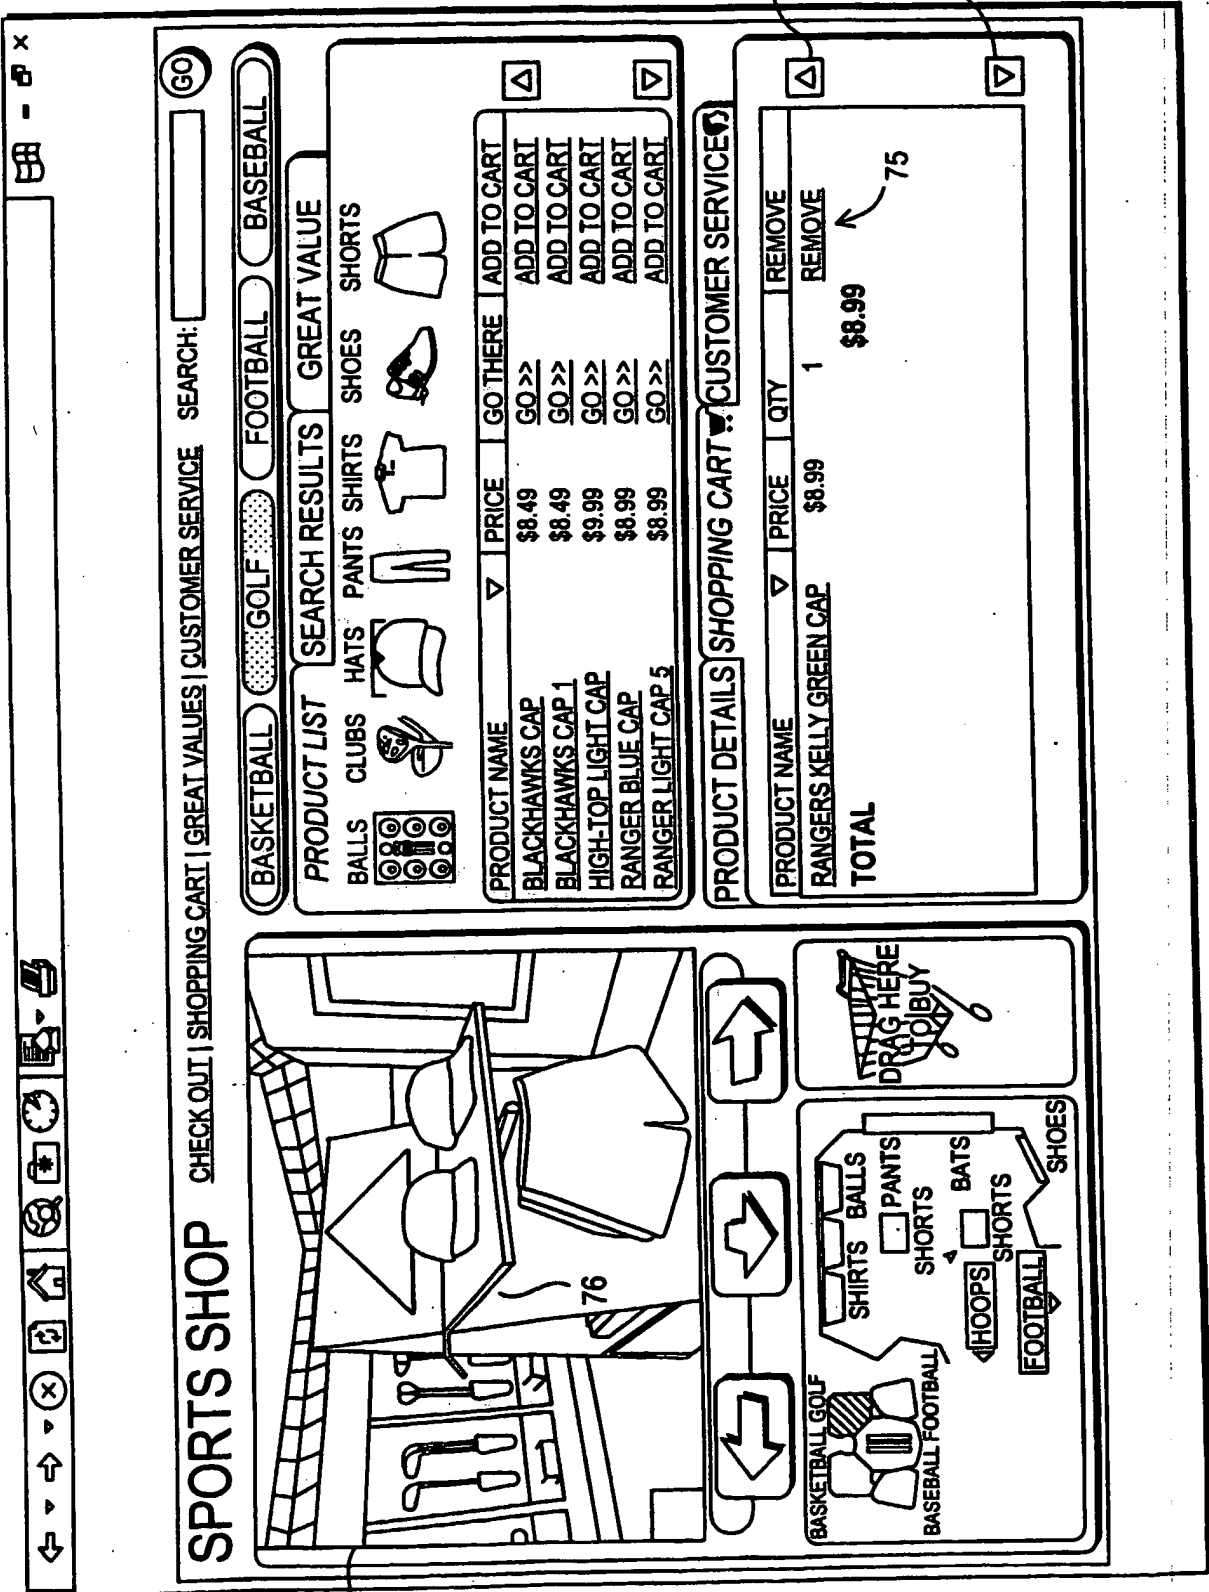 SPORTS SHOP
CHECK OUT | SHOPPING CART | GREAT VALUES | CUSTOMER SERVICE SEARCH: GO
BASKETBALL GOLF FOOTBALL BASEBALL
PRODUCT LIST SEARCH RESULTS GREAT VALUE
BALLS CLUBS HATS PANTS SHIRTS SHOES SHORTS
PRODUCT NAME PRICE GO THERE ADD TO CART
BLACKHAWKS CAP $8.49 GO >> ADD TO CART
BLACKHAWKS CAP 1 $8.49 GO >> ADD TO CART
HIGH-TOP LIGHT CAP $9.99 GO >> ADD TO CART
RANGER BLUE CAP $8.99 GO >> ADD TO CART
RANGER LIGHT CAP 5 $8.99 GO >> ADD TO CART
PRODUCT DETAILS SHOPPING CART CUSTOMER SERVICE
PRODUCT NAME PRICE QTY REMOVE
RANGERS KELLY GREEN CAP $8.99 1 REMOVE
TOTAL $8.99
75
76
BASKETBALL GOLF
BASEBALL FOOTBALL
SHIRTS BALLS
PANTS
SHORTS
BATS
HOOPS SHORTS
FOOTBALL
SHOES
DRAG HERE
TO BUY